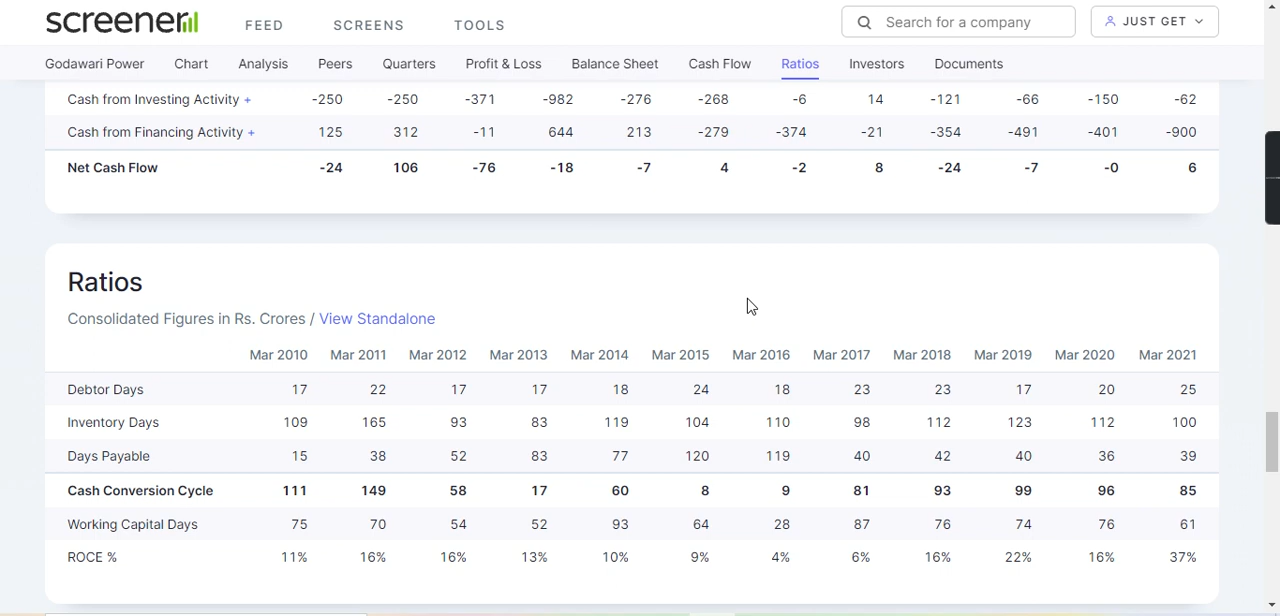 screener FEED SCREENS TOOLS Search for a company JUST GET
Godawari Power Chart Analysis Peers Quarters Profit & Loss Balance Sheet Cash Flow Ratios Investors Documents
Cash from Investing Activity + -250 -250 -371 -982 -276 -268 -6 14 -121 -66 -150 -62
Cash from Financing Activity + 125 312 -11 644 213 -279 -374 -21 -354 -491 -401 -900
Net Cash Flow -24 106 -76 -18 -7 4 -2 8 -24 -7 -0 6
Ratios
Consolidated Figures in Rs. Crores / View Standalone
Mar 2010 Mar 2011 Mar 2012 Mar 2013 Mar 2014 Mar 2015 Mar 2016 Mar 2017 Mar 2018 Mar 2019 Mar 2020 Mar 2021
Debtor Days 17 22 17 17 18 24 18 23 23 17 20 25
Inventory Days 109 165 93 83 119 104 110 98 112 123 112 100
Days Payable 15 38 52 83 77 120 119 40 42 40 36 39
Cash Conversion Cycle 111 149 58 17 60 8 9 81 93 99 96 85
Working Capital Days 75 70 54 52 93 64 28 87 76 74 76 61
ROCE % 11% 16% 16% 13% 10% 9% 4% 6% 16% 22% 16% 37%